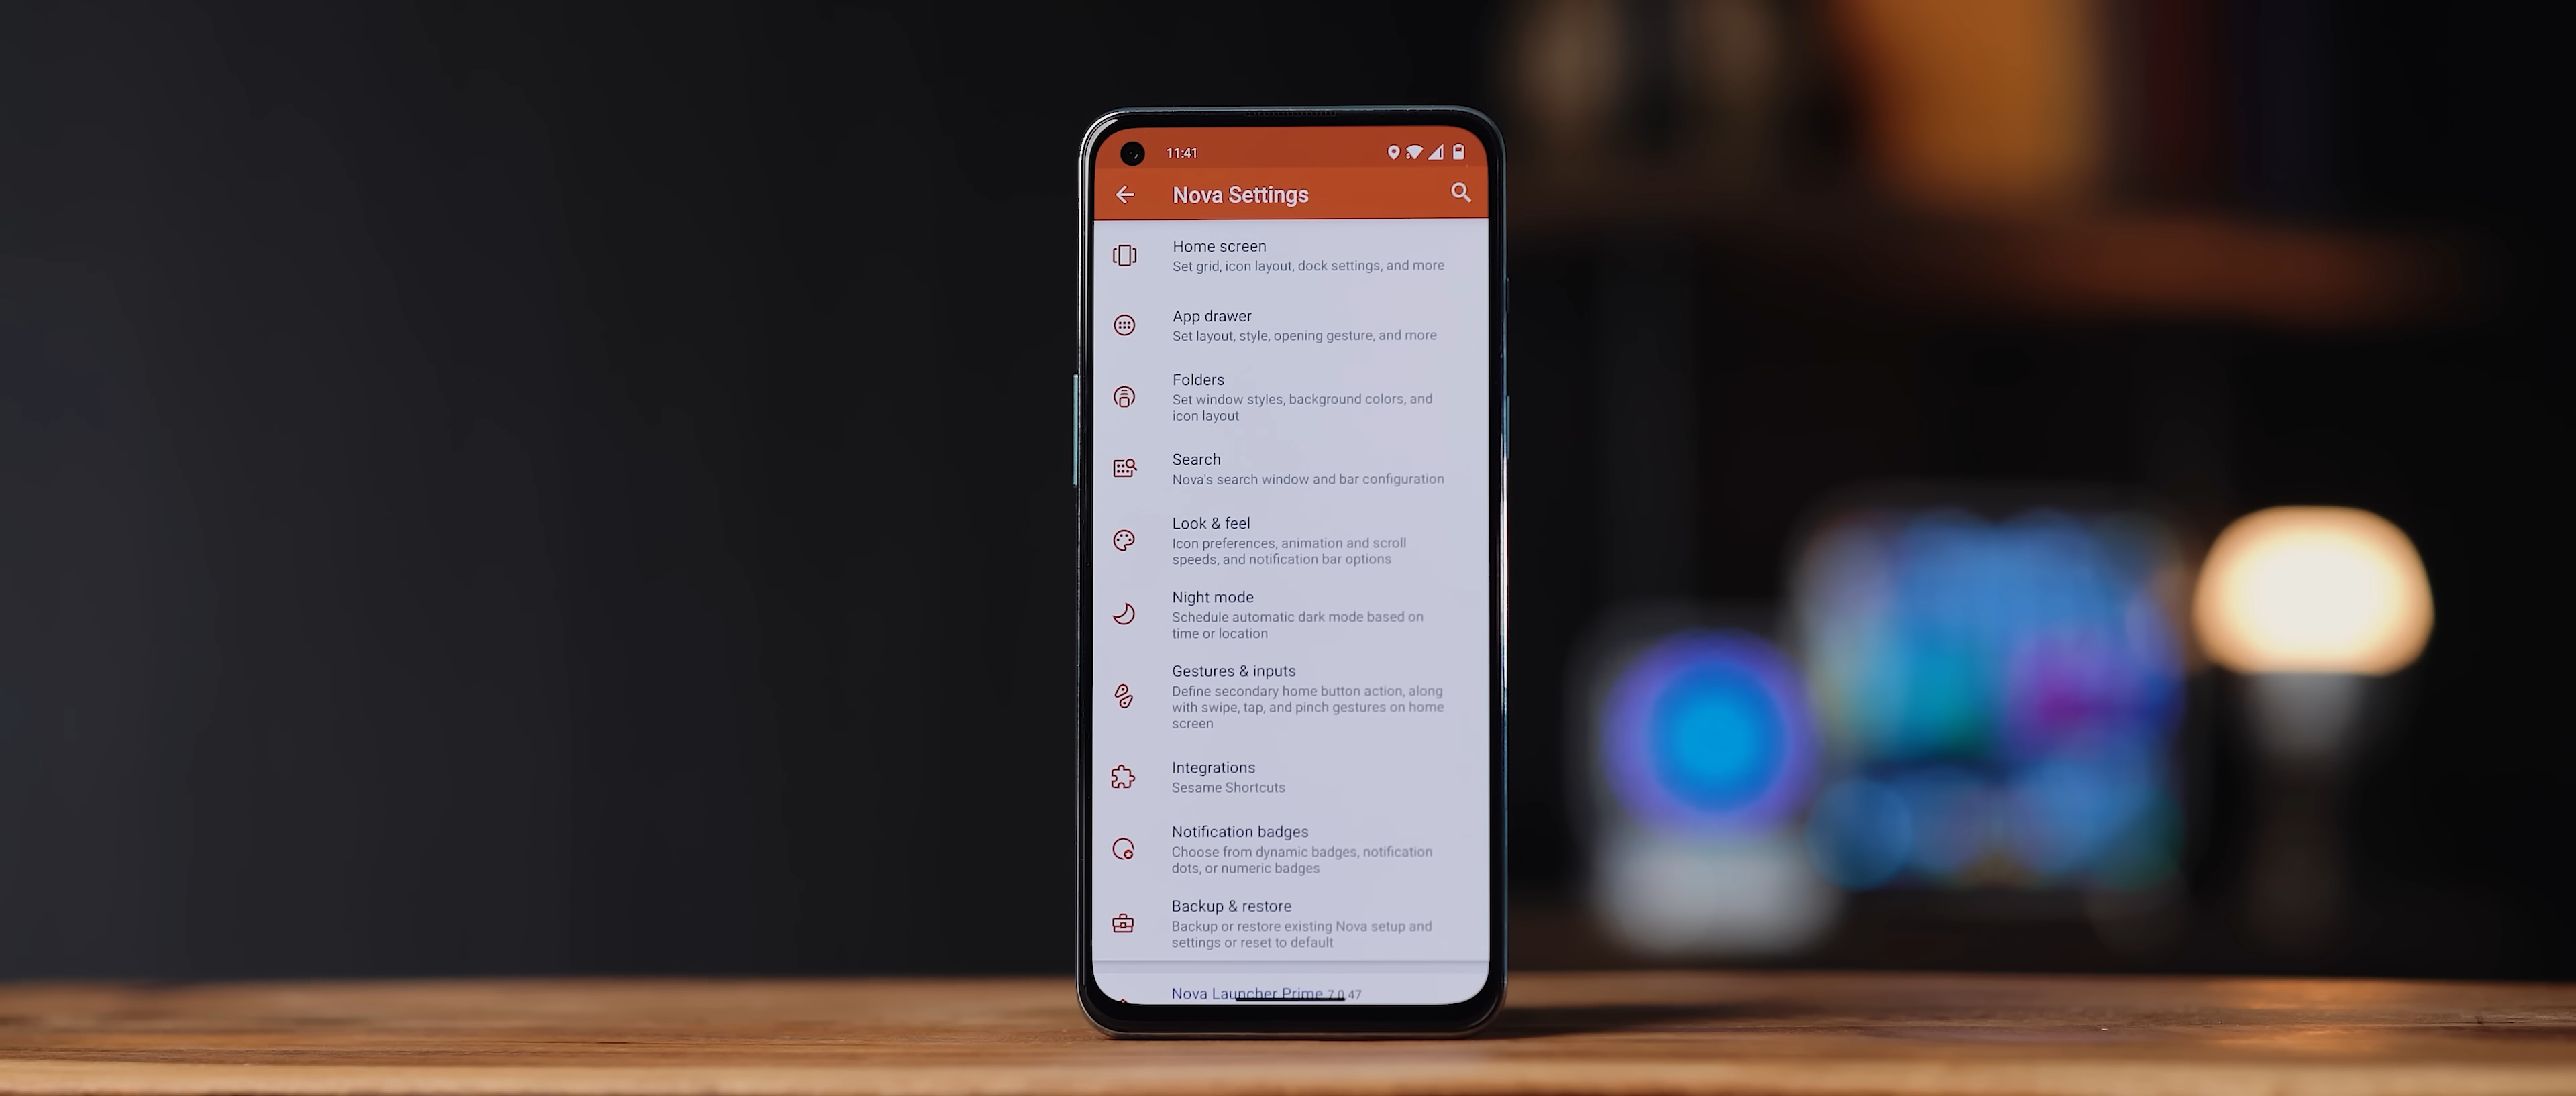 11:41
Nova Settings
Home screen
Set grid, icon layout, dock settings, and more
App drawer
Set layout, style, opening gesture, and more
Folders
Set window styles, background colors, and
icon layout
Search
Nova's search window and bar configuration
Look & feel
Icon preferences, animation and scroll
speeds, and notification bar options
Night mode
Schedule automatic dark mode based on
time or location
Gestures & inputs
Define secondary home button action, along
with swipe, tap, and pinch gestures on home
screen
Integrations
Sesame Shortcuts
Notification badges
Choose from dynamic badges, notification
dots, or numeric badges
Backup & restore
Backup or restore existing Nova setup and
settings or reset to default
Nova Launcher Prime 7.0.47